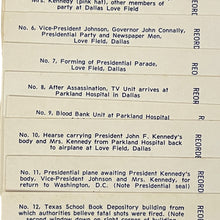 Mrs. Kennedy (pink hat), other members of
party at Dallas Love Field
No. 6. Vice-President Johnson, Governor John Connally,
Presidential Party and Newspaper Men,
Love Field, Dallas
No. 7. Forming of Presidential Parade,
Love Field, Dallas
No. 8. After Assassination, TV Unit arrives at
Parkland Hospital in Dallas
No. 9. Blood Bank Unit at Parkland Hospital
No. 10. Hearse carrying President John F. Kennedy's
body and Mrs. Kennedy from Parkland Hospital back
to airplane at Love Field, Dallas
No. 11. Presidential plane awaiting President Kennedy's
body, Vice-President Johnson and Mrs. Kennedy, for
return to Washington, D.C. (Note Presidential seal)
No. 12. Texas School Book Depository building from
which authorities believe fatal shots were fired. (Note
RECORD
RECORD
RECORD
RECORD